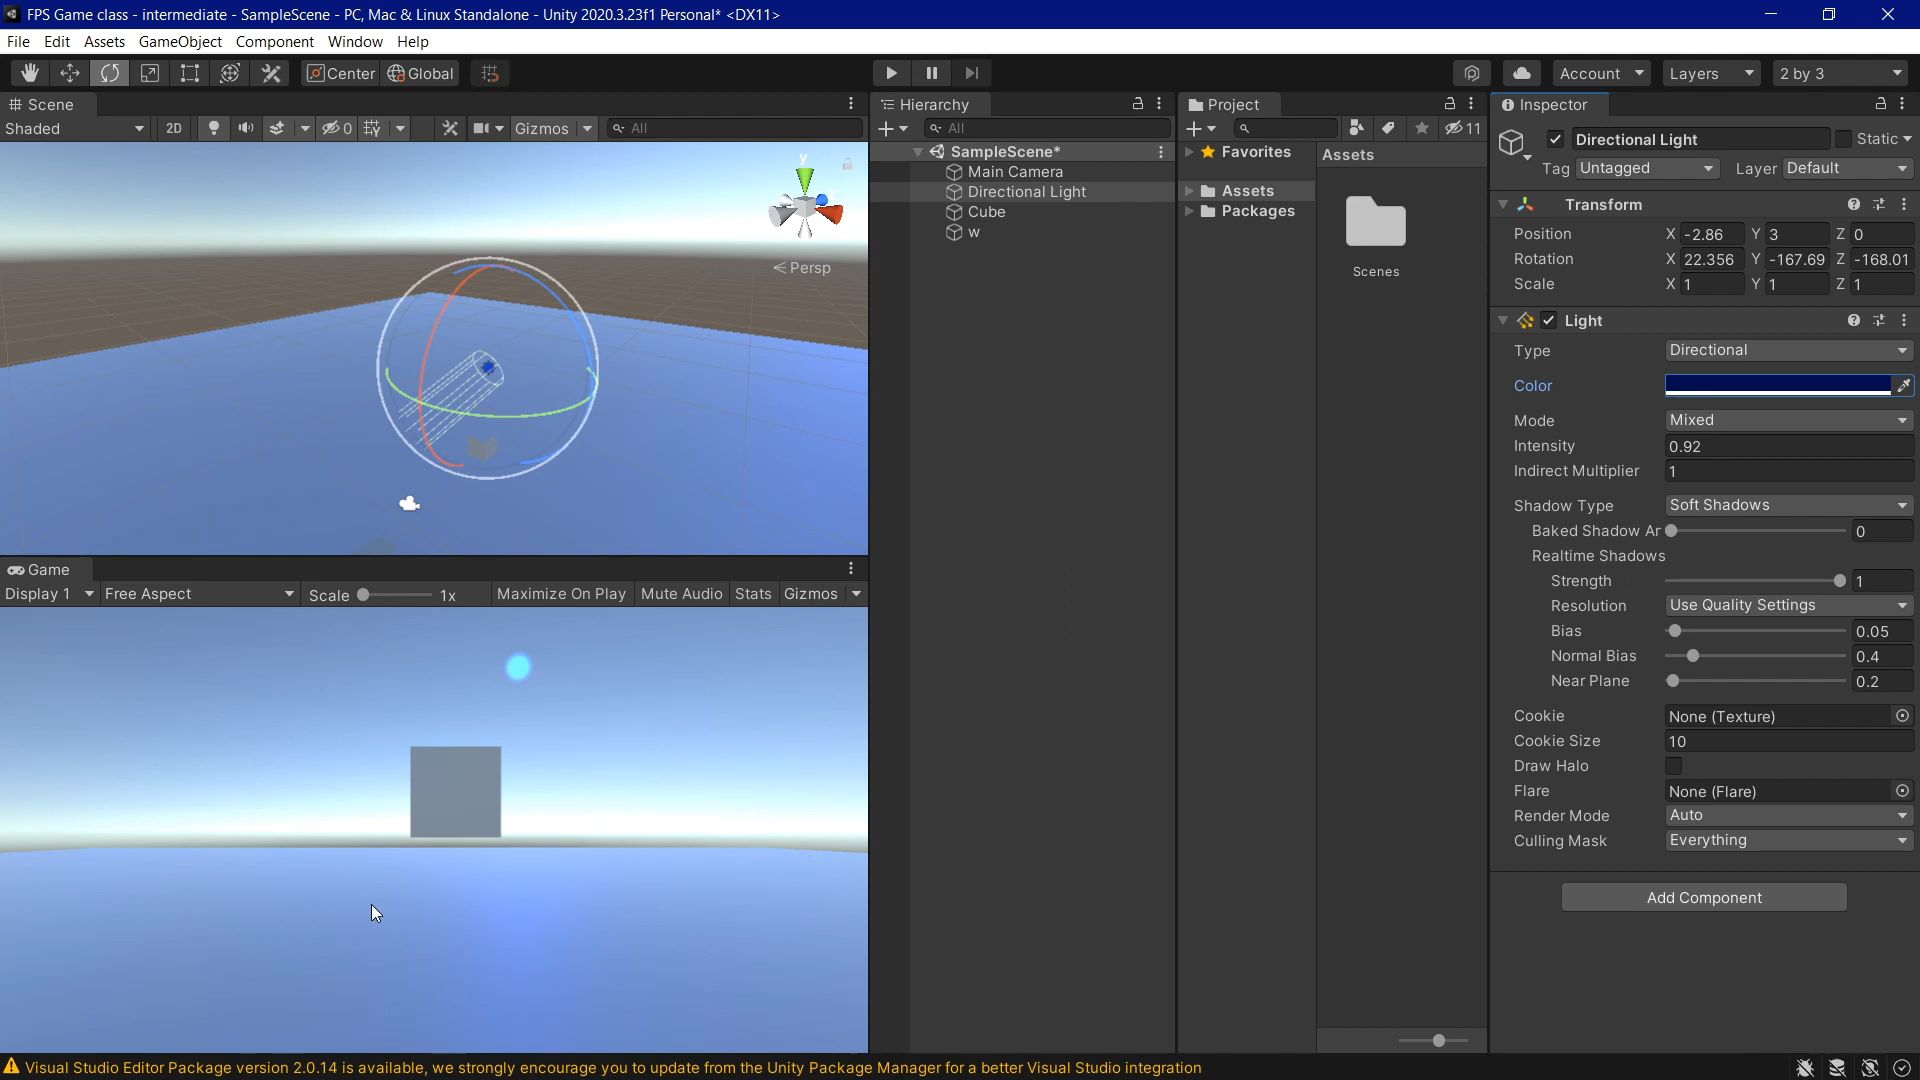 FPS Game class - intermediate - SampleScene - PC, Mac & Linux Standalone - Unity 2020.3.23f1 Personal* <DX11>
File Edit Assets GameObject Component Window Help
Center Global Account Layers 2 by 3
Scene
Shaded 2D 0 Gizmos All
y
Persp
Game
Display 1 Free Aspect Scale 1x Maximize On Play Mute Audio Stats Gizmos
Hierarchy
All
SampleScene*
Main Camera
Directional Light
Cube
w
Project
11
Favorites
Assets
Packages
Assets
Scenes
Inspector
Directional Light Static
Tag Untagged Layer Default
Transform
Position X -2.86 Y 3 Z 0
Rotation X 22.356 Y -167.69 Z -168.01
Scale X 1 Y 1 Z 1
Light
Type Directional
Color
Mode Mixed
Intensity 0.92
Indirect Multiplier 1
Shadow Type Soft Shadows
Baked Shadow Ar 0
Realtime Shadows
Strength 1
Resolution Use Quality Settings
Bias 0.05
Normal Bias 0.4
Near Plane 0.2
Cookie None (Texture)
Cookie Size 10
Draw Halo
Flare None (Flare)
Render Mode Auto
Culling Mask Everything
Add Component
Visual Studio Editor Package version 2.0.14 is available, we strongly encourage you to update from the Unity Package Manager for a better Visual Studio integration